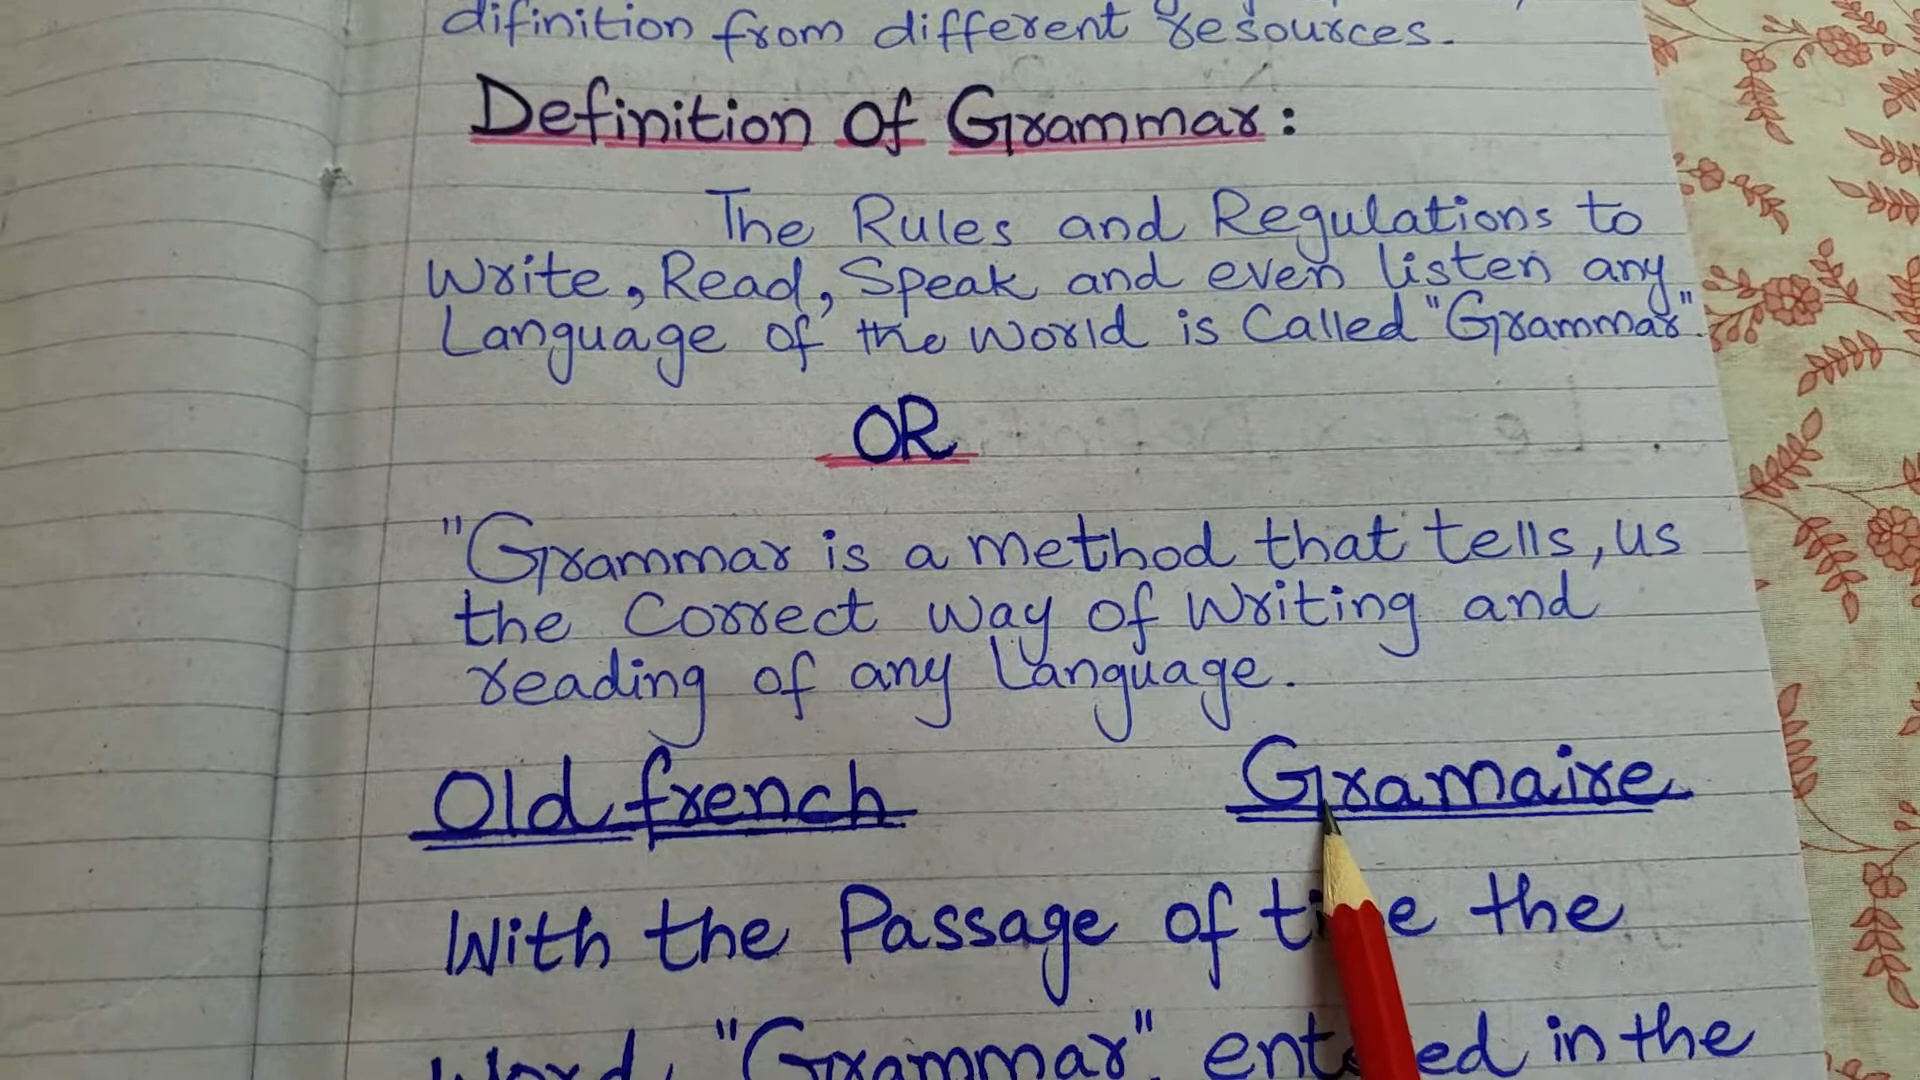 difinition from different resources.
Definition Of Grammar:
The Rules and Regulations to
Write, Read, Speak and even listen any
Language of the World is Called "Grammar".
OR
"Grammar is a method that tells, us
the Correct way of Writing and
reading of any Language.
Old french Gramaire
With the Passage of the
Word, "Grammar" entered in the